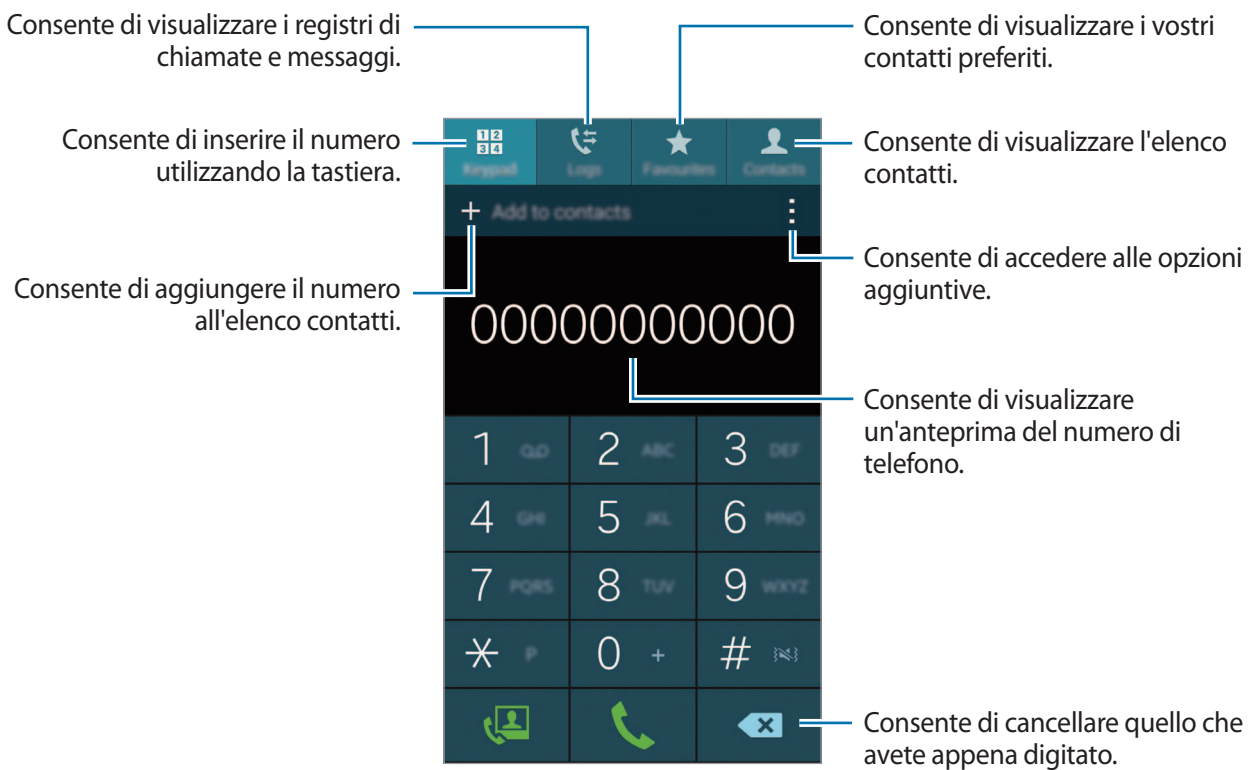 Consente di visualizzare i registri di
chiamate e messaggi.
Consente di visualizzare i vostri
contatti preferiti.
Consente di inserire il numero
utilizzando la tastiera.
Consente di visualizzare l'elenco
contatti.
1 2
3 4
Keypad
Logs
Favourites
Contacts
+ Add to contacts
Consente di accedere alle opzioni
aggiuntive.
Consente di aggiungere il numero
all'elenco contatti.
00000000000
Consente di visualizzare
un'anteprima del numero di
telefono.
1 2 ABC 3 DEF
4 GHI 5 JKL 6 MNO
7 PQRS 8 TUV 9 WXYZ
* P 0 + #
Consente di cancellare quello che
avete appena digitato.